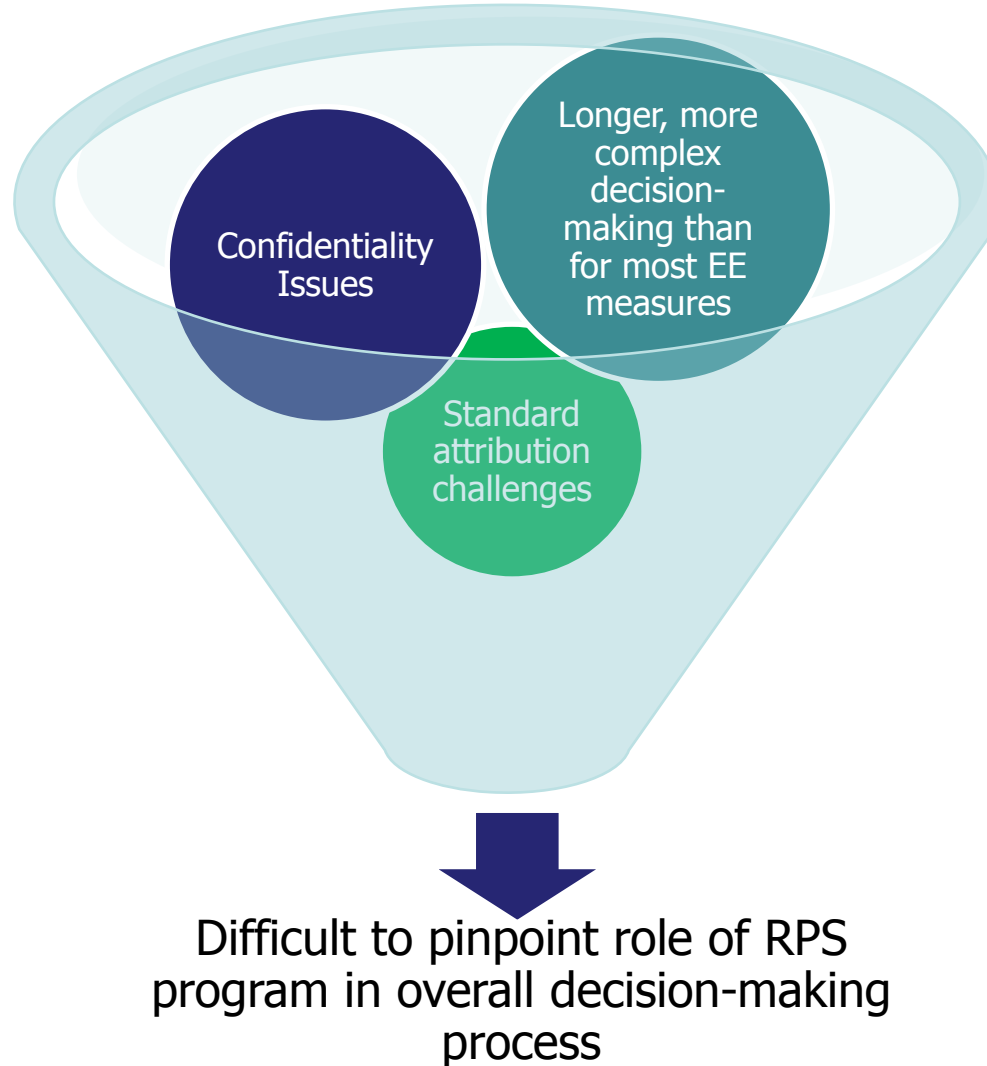 Longer, more
complex
decision-
making than
for most EE
measures
Confidentiality
Issues
Standard
attribution
challenges
Difficult to pinpoint role of RPS
program in overall decision-making
process